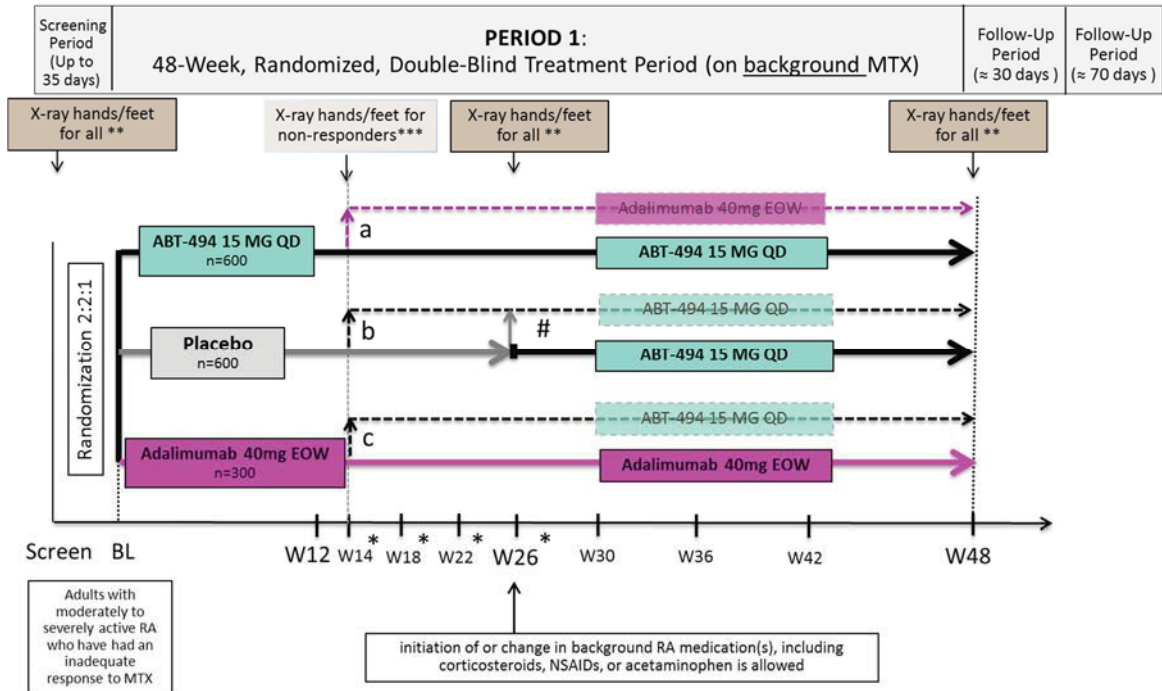 Screening
Period
(Up to
35 days)
PERIOD 1:
48-Week, Randomized, Double-Blind Treatment Period (on background MTX)
Follow-Up
Period
(≈ 30 days )
Follow-Up
Period
(≈ 70 days )
X-ray hands/feet
for all **
X-ray hands/feet for
non-responders***
X-ray hands/feet
for all **
X-ray hands/feet
for all **
Adalimumab 40mg EOW
a
ABT-494 15 MG QD
n=600
ABT-494 15 MG QD
Randomization 2:2:1
ABT-494 15 MG QD
b
#
Placebo
n=600
ABT-494 15 MG QD
ABT-494 15 MG QD
c
Adalimumab 40mg EOW
n=300
Adalimumab 40mg EOW
Screen BL W12 W14 * W18 * W22 * W26 * W30 W36 W42 W48
Adults with
moderately to
severely active RA
who have had an
inadequate
response to MTX
initiation of or change in background RA medication(s), including
corticosteroids, NSAIDs, or acetaminophen is allowed